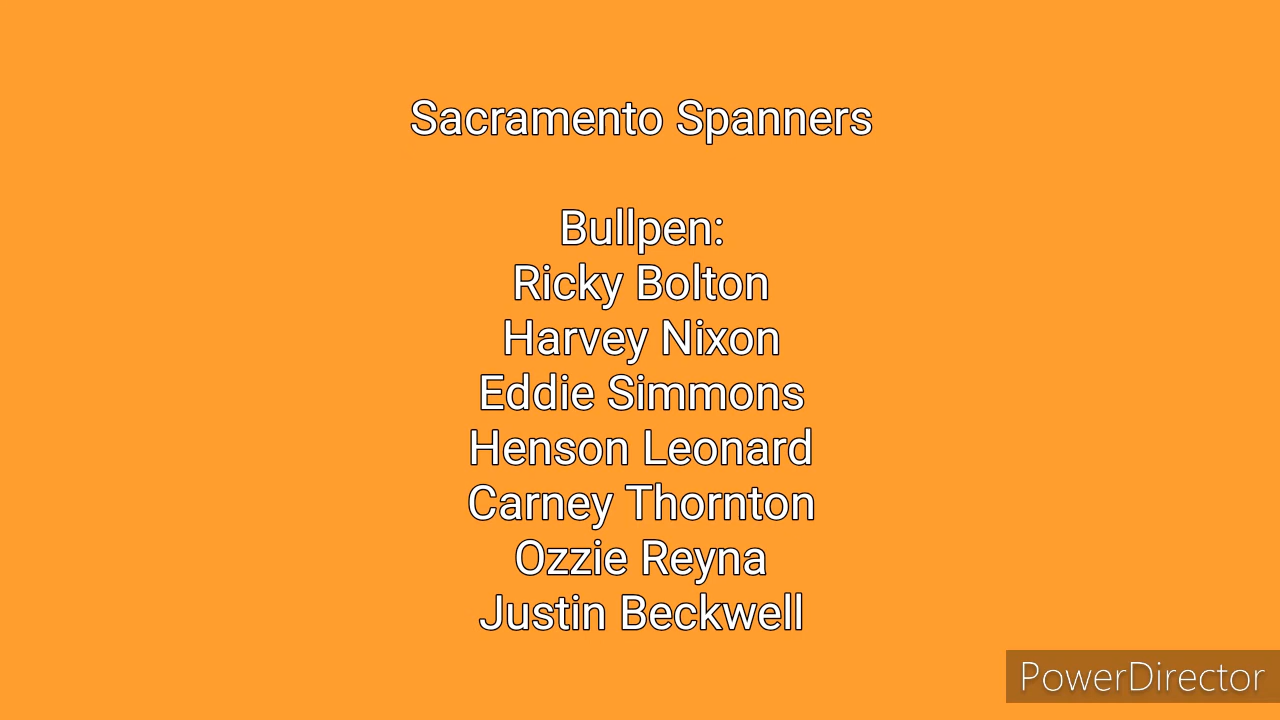 Sacramento Spanners
Bullpen:
Ricky Bolton
Harvey Nixon
Eddie Simmons
Henson Leonard
Carney Thornton
Ozzie Reyna
Justin Beckwell
PowerDirector